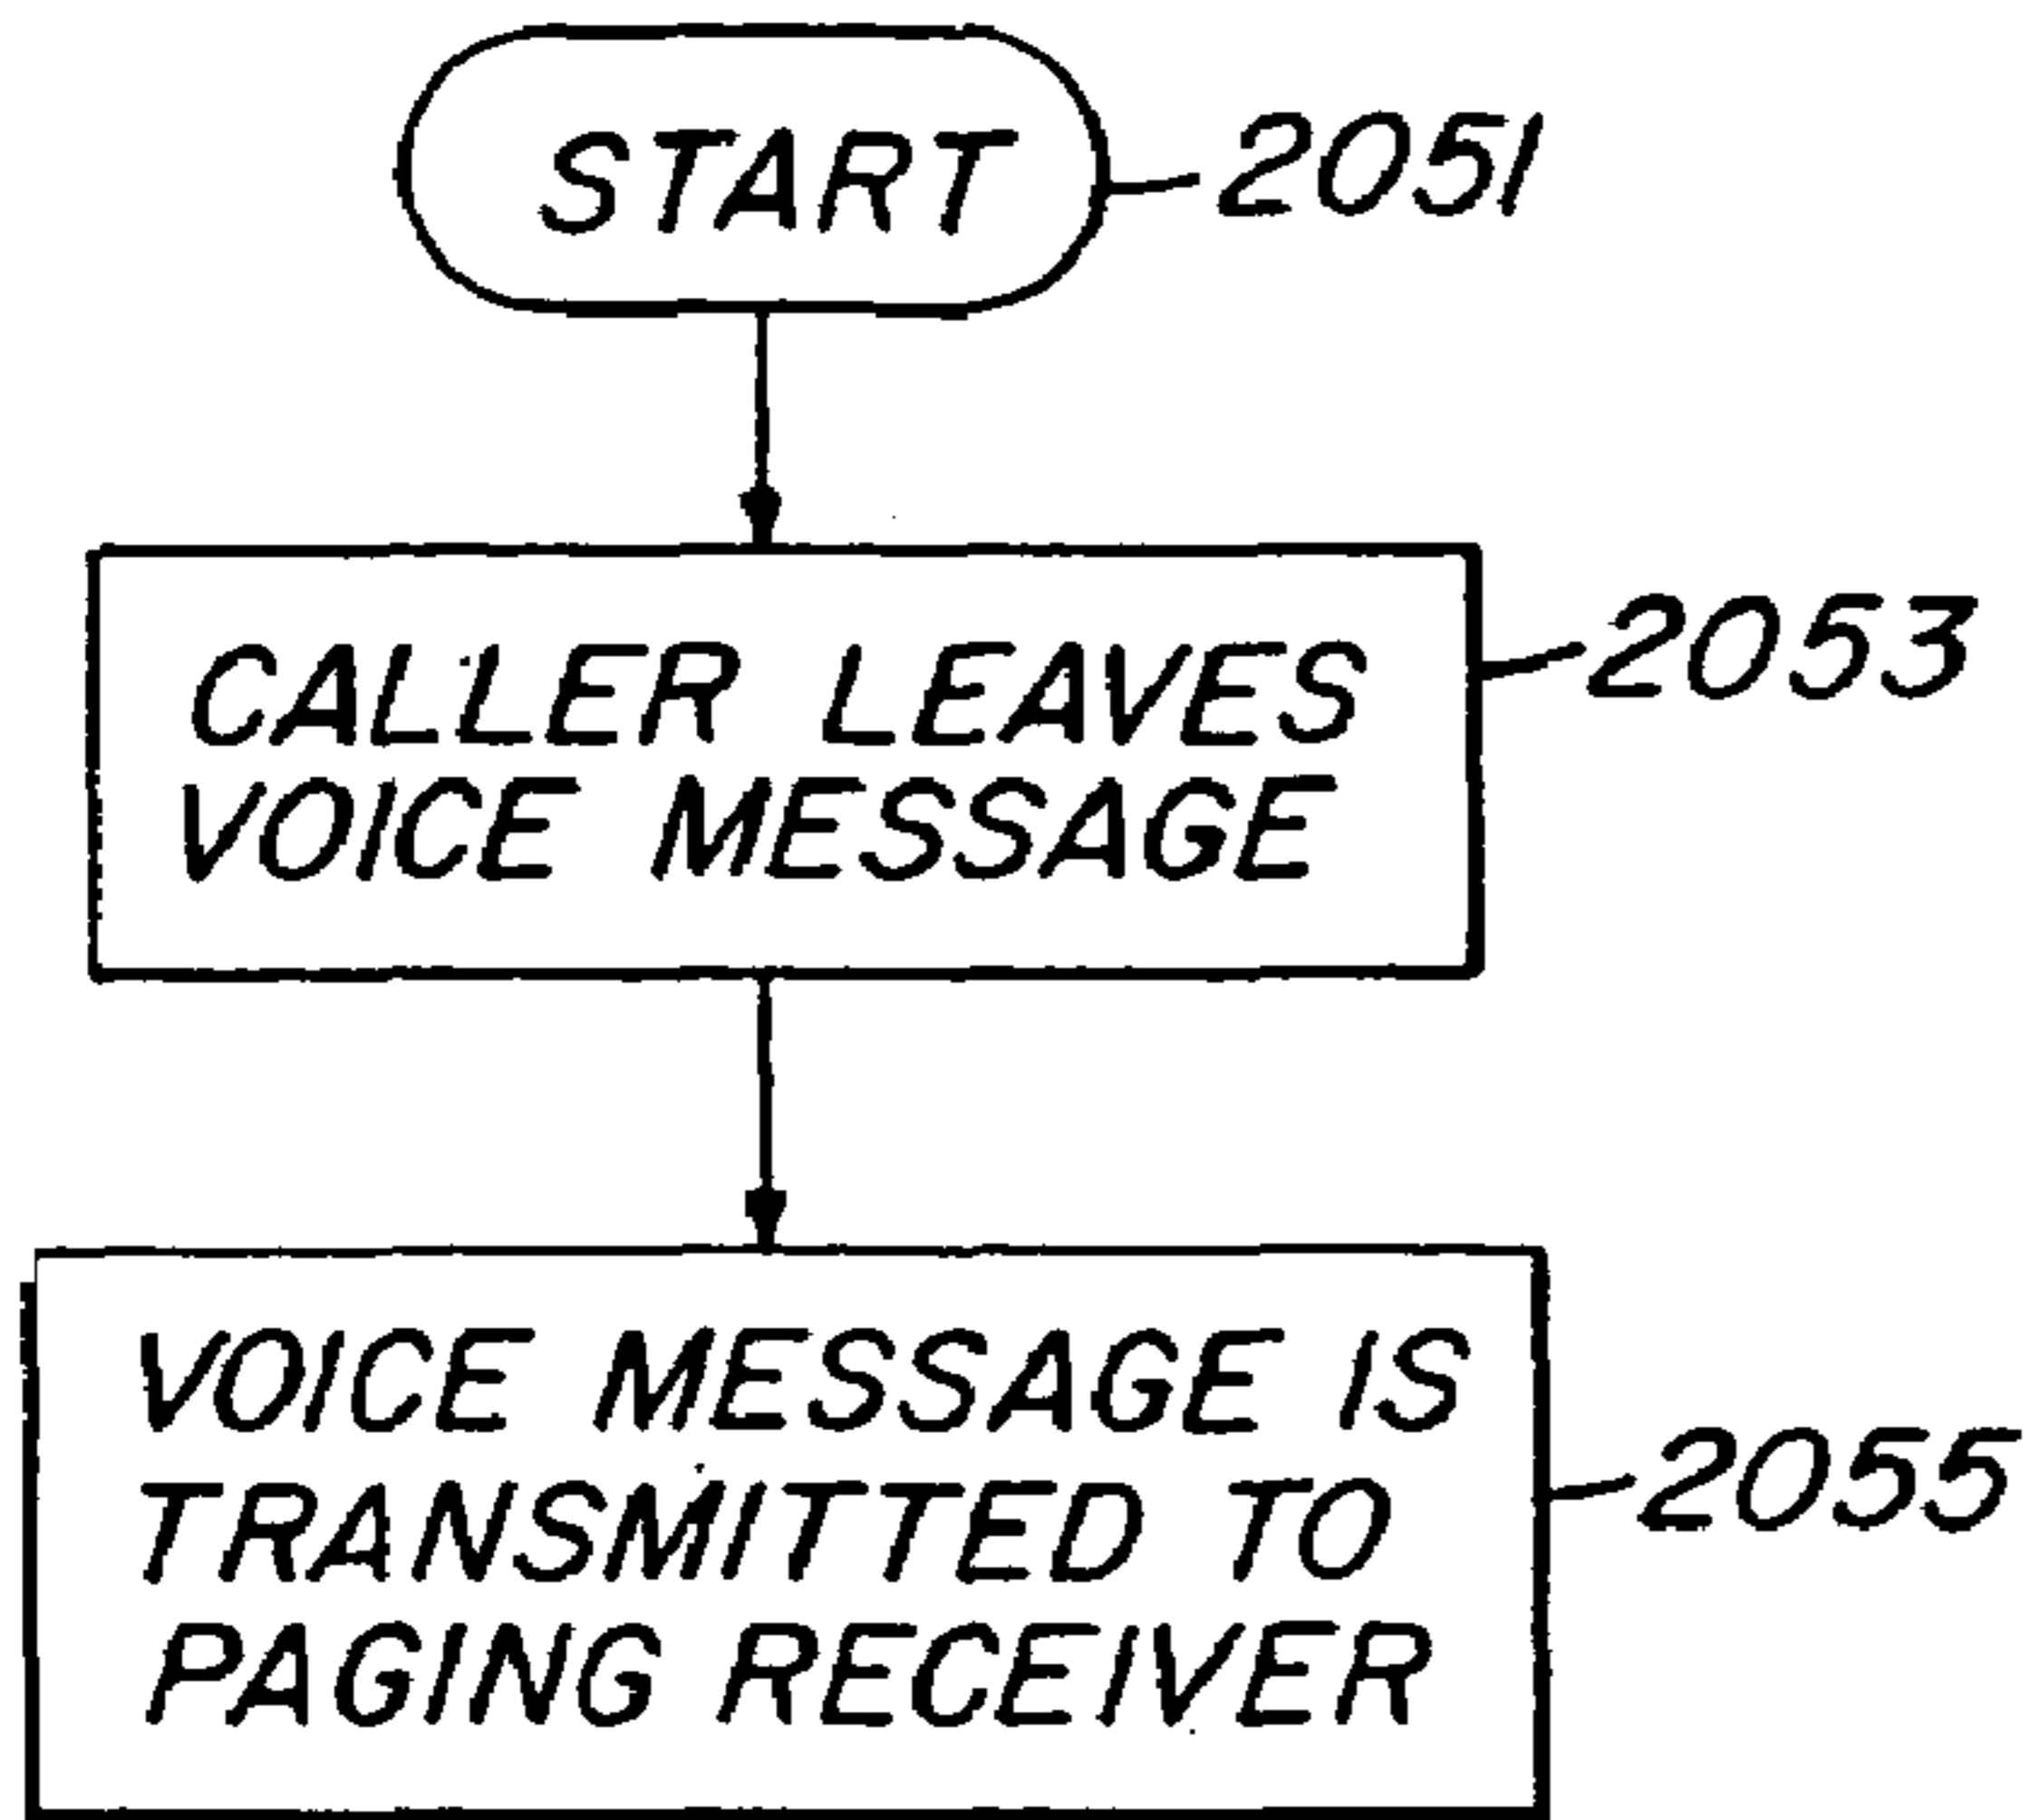 START
2051
CALLER LEAVES
VOICE MESSAGE
2053
VOICE MESSAGE IS
TRANSMITTED TO
PAGING RECEIVER
2055